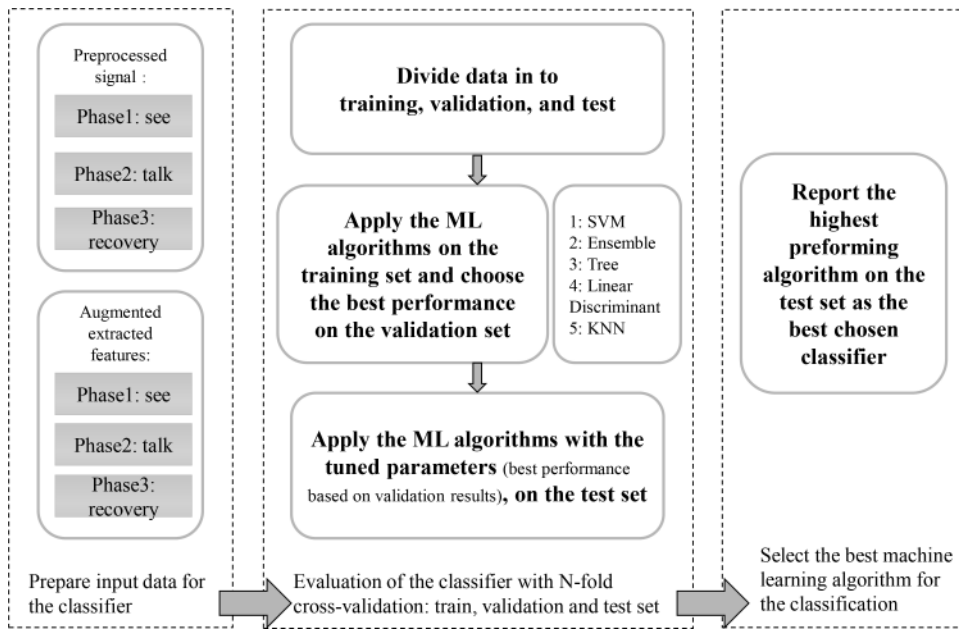 Preprocessed
signal :
Phase1: see
Phase2: talk
Phase3:
recovery
Augmented
extracted
features:
Phase1: see
Phase2: talk
Phase3:
recovery
Prepare input data for
the classifier
Divide data in to
training, validation, and test
Apply the ML
algorithms on the
training set and choose
the best performance
on the validation set
1: SVM
2: Ensemble
3: Tree
4: Linear
Discriminant
5: KNN
Apply the ML algorithms with the
tuned parameters (best performance
based on validation results), on the test set
Evaluation of the classifier with N-fold
cross-validation: train, validation and test set
Report the
highest
preforming
algorithm on the
test set as the
best chosen
classifier
Select the best machine
learning algorithm for
the classification